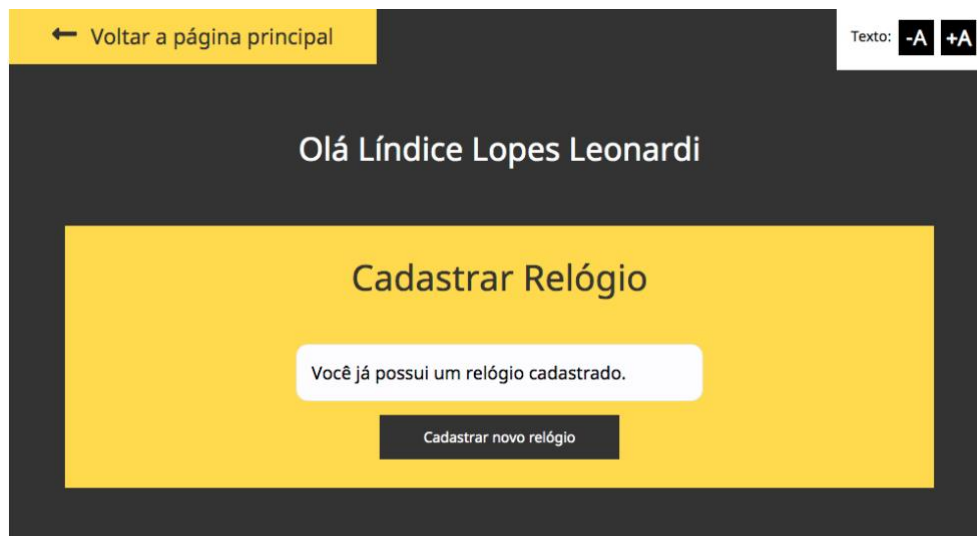 Voltar a página principal
Texto: -A +A
Olá Líndice Lopes Leonardi
Cadastrar Relógio
Você já possui um relógio cadastrado.
Cadastrar novo relógio